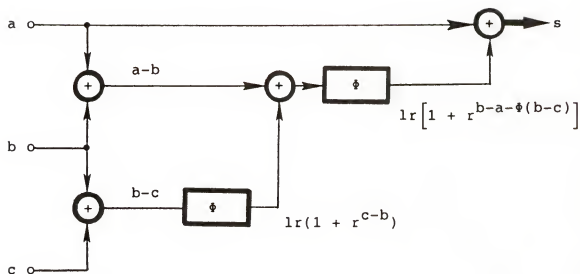 a
+
s
a-b
+
+
Φ
lr[1 + r^{b-a-Φ(b-c)}]
b
b-c
+
Φ
lr(1 + r^{c-b})
c